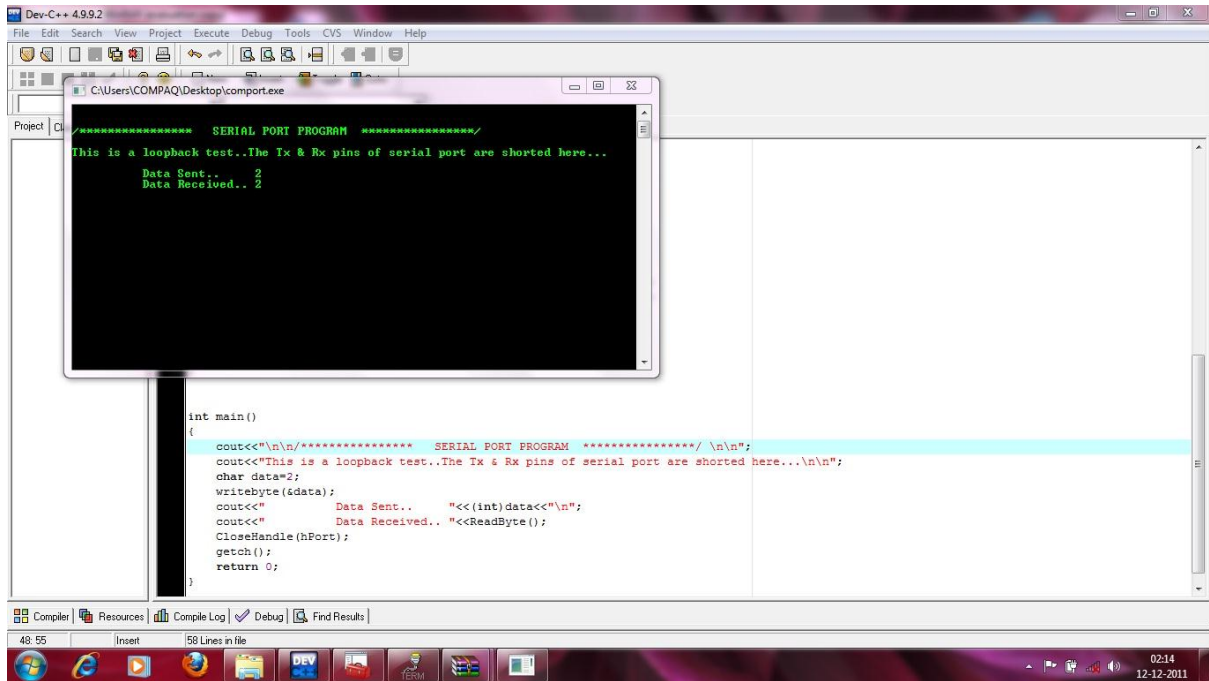 Dev-C++ 4.9.9.2
File Edit Search View Project Execute Debug Tools CVS Window Help
C:\Users\COMPAQ\Desktop\comport.exe
Project
/**************** SERIAL PORT PROGRAM ****************/
This is a loopback test..The Tx & Rx pins of serial port are shorted here...
Data Sent.. 2
Data Received.. 2
int main()
{
cout<<"\n\n/**************** SERIAL PORT PROGRAM ****************/ \n\n";
cout<<"This is a loopback test..The Tx & Rx pins of serial port are shorted here...\n\n";
char data=2;
writebyte(&data);
cout<<" Data Sent.. "<<(int)data<<"\n";
cout<<" Data Received.. "<<ReadByte();
CloseHandle(hPort);
getch();
return 0;
}
Compiler Resources Compile Log Debug Find Results
48: 55 Insert 58 Lines in file
DEV TERM 02:14
12-12-2011